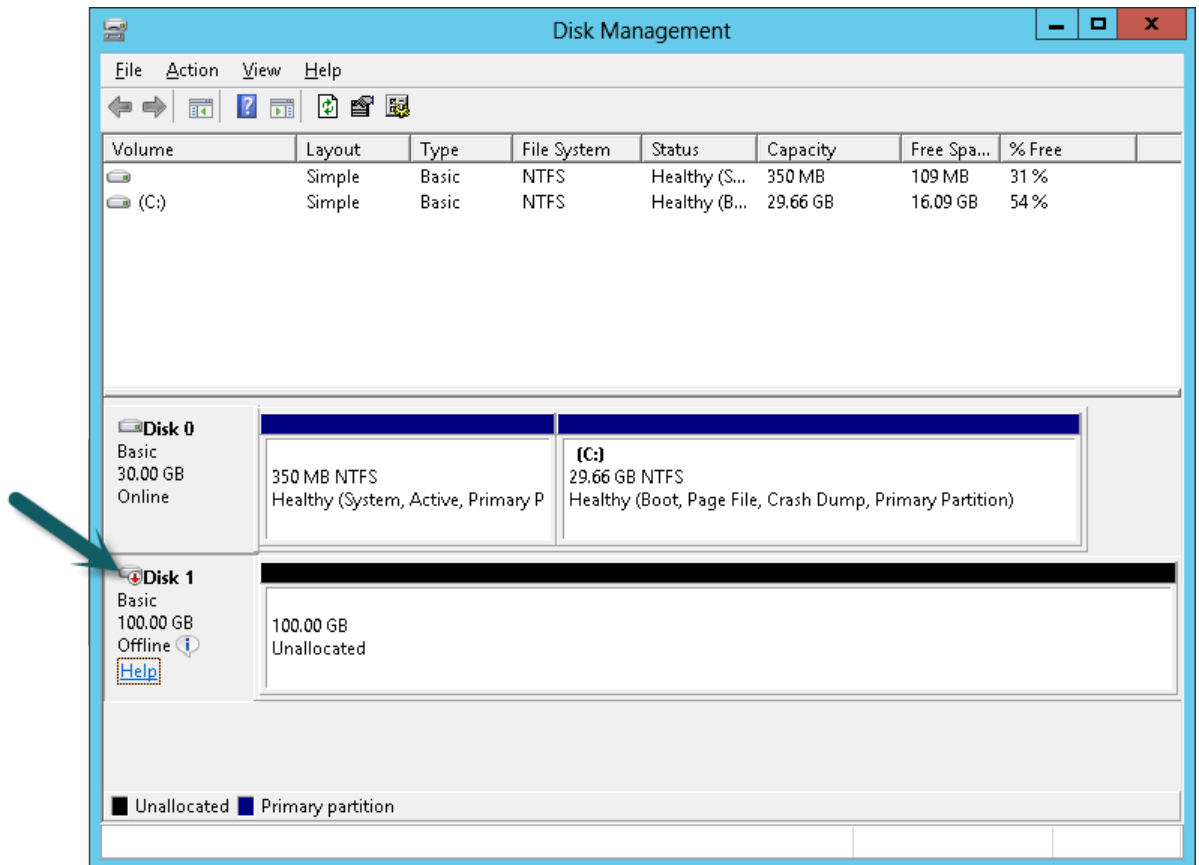 Disk Management
File Action View Help
Volume Layout Type File System Status Capacity Free Spa... % Free
Simple Basic NTFS Healthy (S... 350 MB 109 MB 31 %
(C:) Simple Basic NTFS Healthy (B... 29.66 GB 16.09 GB 54 %
Disk 0
Basic
30.00 GB
Online
350 MB NTFS
Healthy (System, Active, Primary P
(C:)
29.66 GB NTFS
Healthy (Boot, Page File, Crash Dump, Primary Partition)
Disk 1
Basic
100.00 GB
Offline
Help
100.00 GB
Unallocated
Unallocated Primary partition